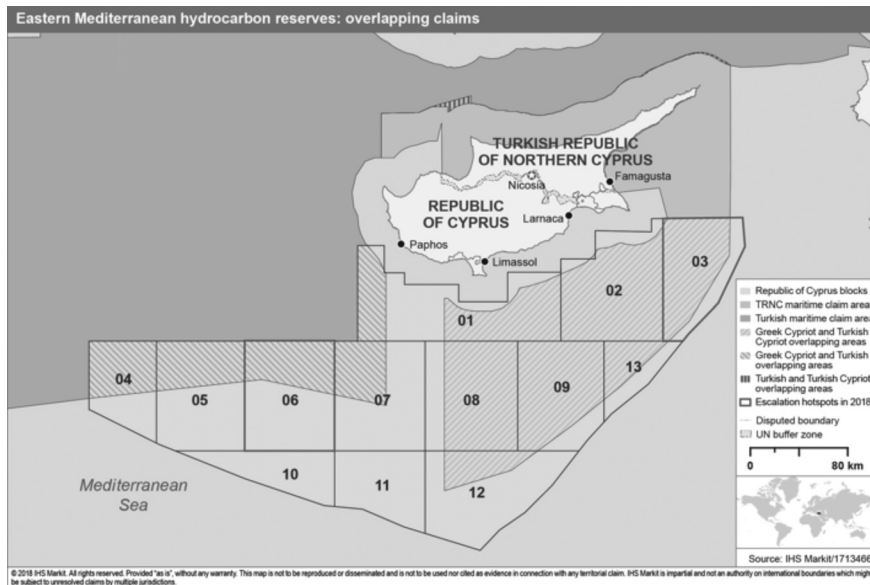 Eastern Mediterranean hydrocarbon reserves: overlapping claims
TURKISH REPUBLIC
OF NORTHERN CYPRUS
Nicosia
Famagusta
REPUBLIC
OF CYPRUS
Larnaca
Paphos
Limassol
03
02
01
13
04
05
06
07
08
09
10
11
12
Mediterranean
Sea
Republic of Cyprus blocks
TRNC maritime claim area
Turkish maritime claim area
Greek Cypriot and Turkish
Cypriot overlapping areas
Greek Cypriot and Turkish
overlapping areas
Turkish and Turkish Cypriot
overlapping areas
Escalation hotspots in 2018
Disputed boundary
UN buffer zone
0 80 km
Source: IHS Markit/1713466
© 2018 IHS Markit. All rights reserved. Provided "as is", without any warranty. This map is not to be reproduced or disseminated and is not to be used nor cited as evidence in connection with any territorial claim. IHS Markit is impartial and not an authority on international boundaries which might
be subject to unresolved claims by multiple jurisdictions.